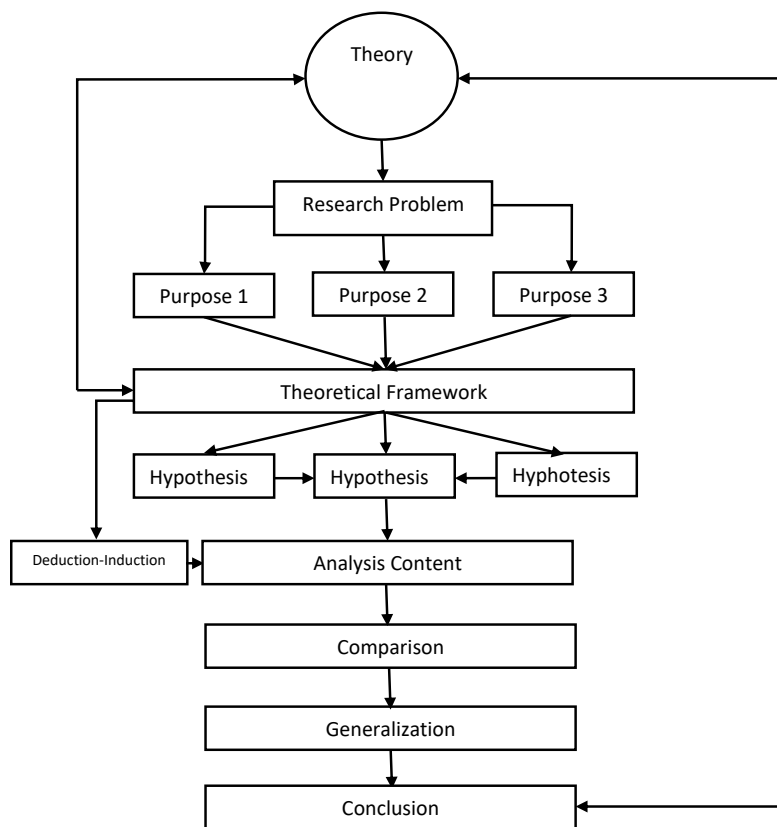 Theory
Research Problem
Purpose 1
Purpose 2
Purpose 3
Theoretical Framework
Hypothesis
Hypothesis
Hyphotesis
Deduction-Induction
Analysis Content
Comparison
Generalization
Conclusion